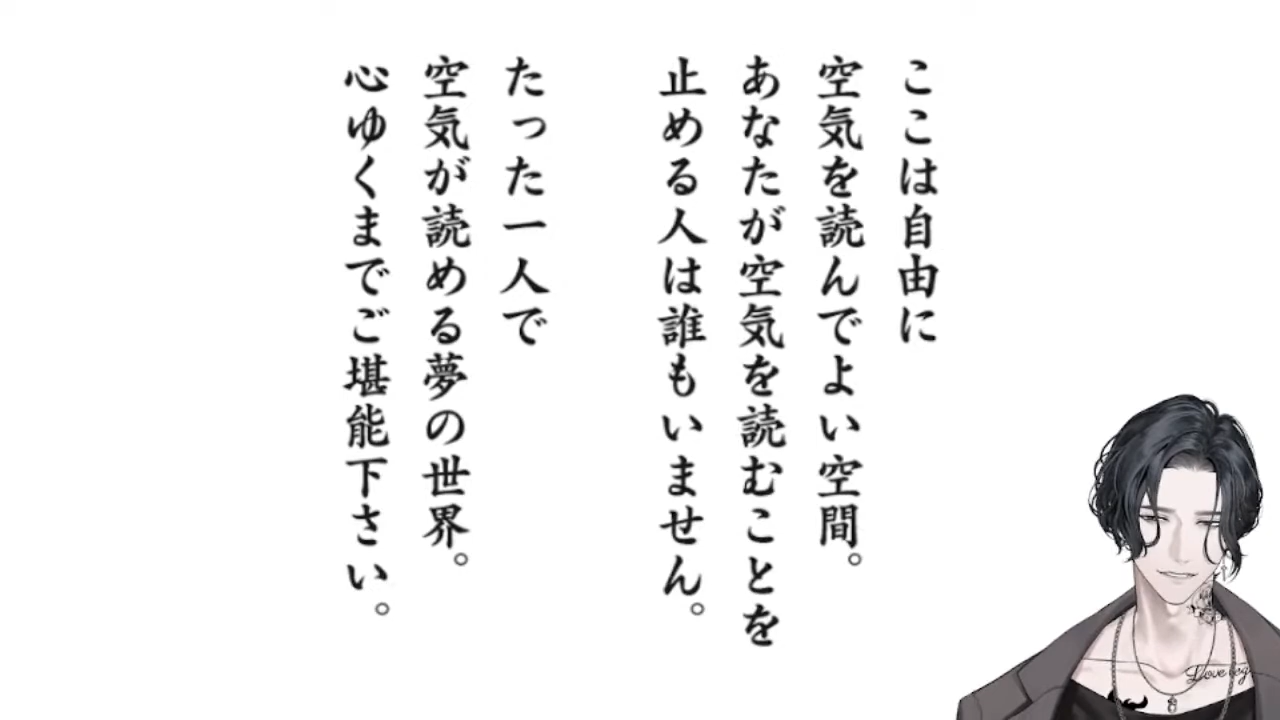 ここは自由に
空気を読んでよい空間。
あなたが空気を読むことを
止める人は誰もいません。
たった一人で
空気が読める夢の世界。
心ゆくまでご堪能下さい。